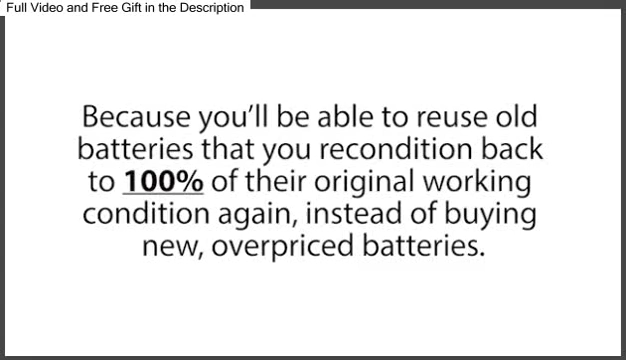 Full Video and Free Gift in the Description
Because you’ll be able to reuse old
batteries that you recondition back
to 100% of their original working
condition again, instead of buying
new, overpriced batteries.